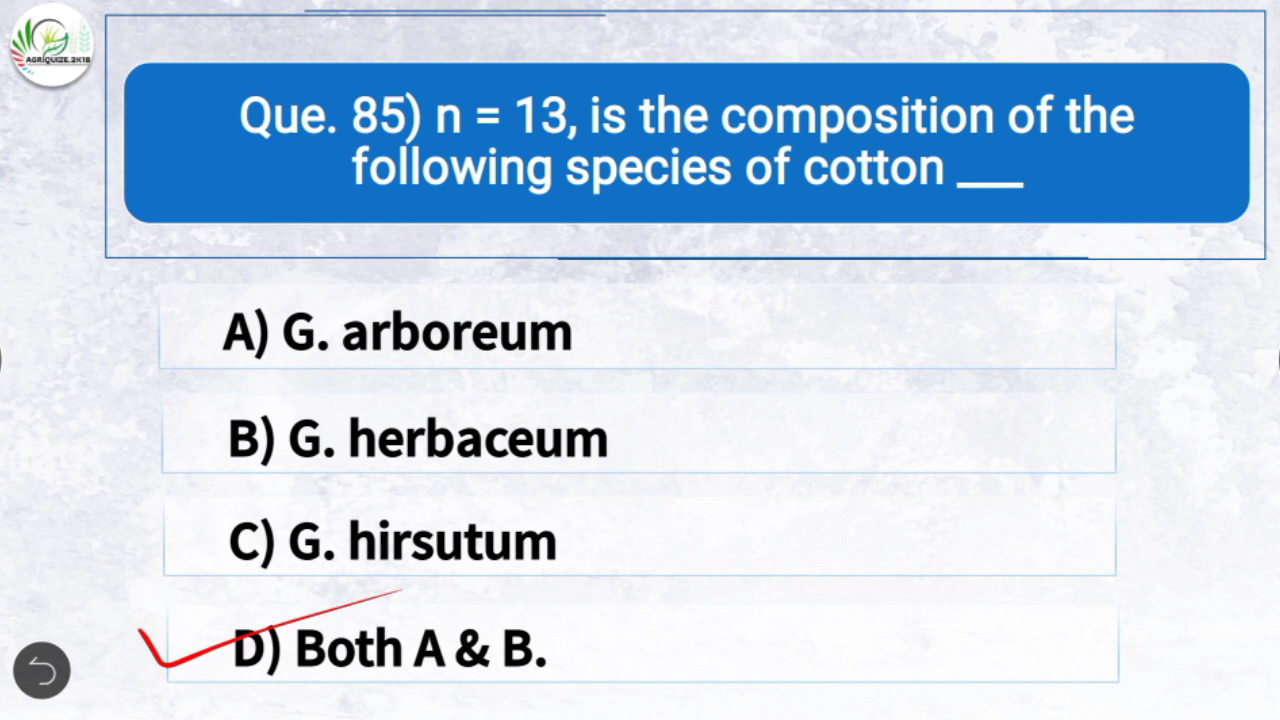 AGRIQUIZE.2K18
Que. 85) n = 13, is the composition of the
following species of cotton ___
A) G. arboreum
B) G. herbaceum
C) G. hirsutum
D) Both A & B.